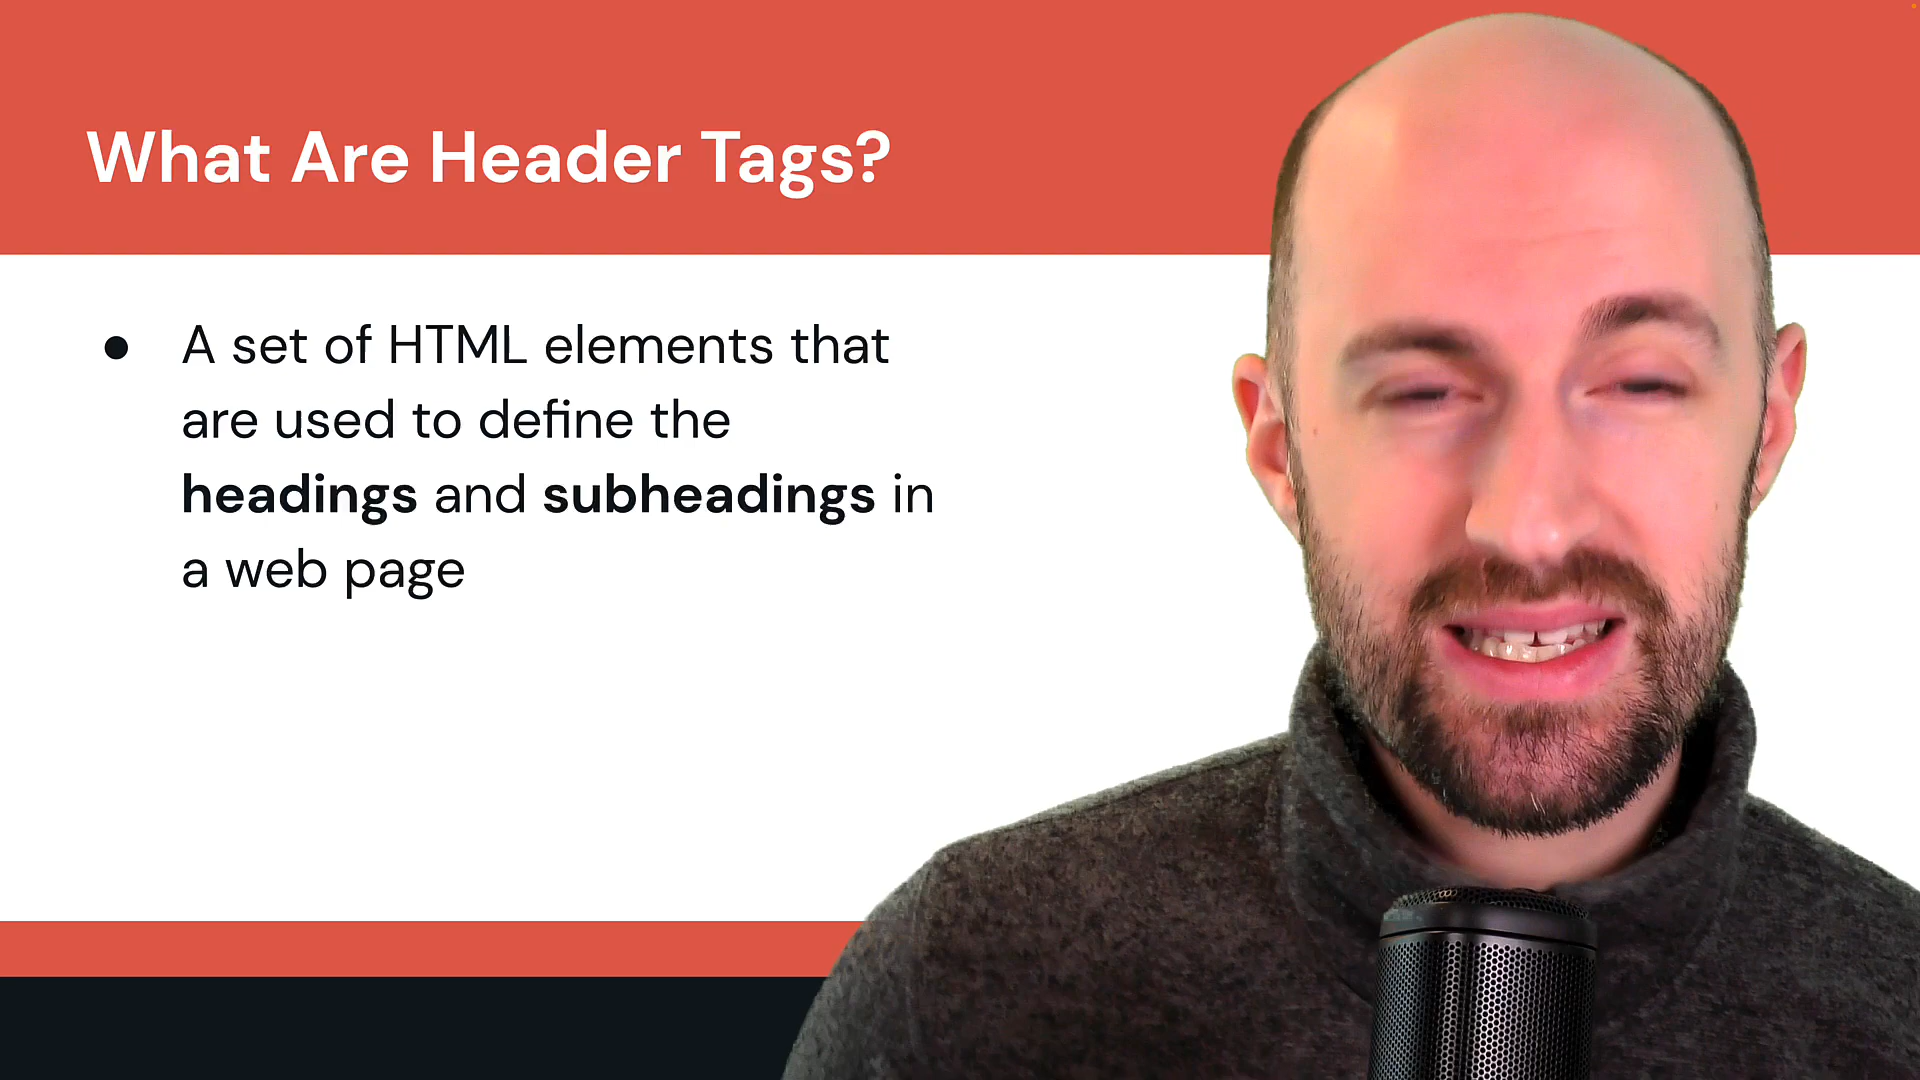 What Are Header Tags?
● A set of HTML elements that
are used to define the
headings and subheadings in
a web page